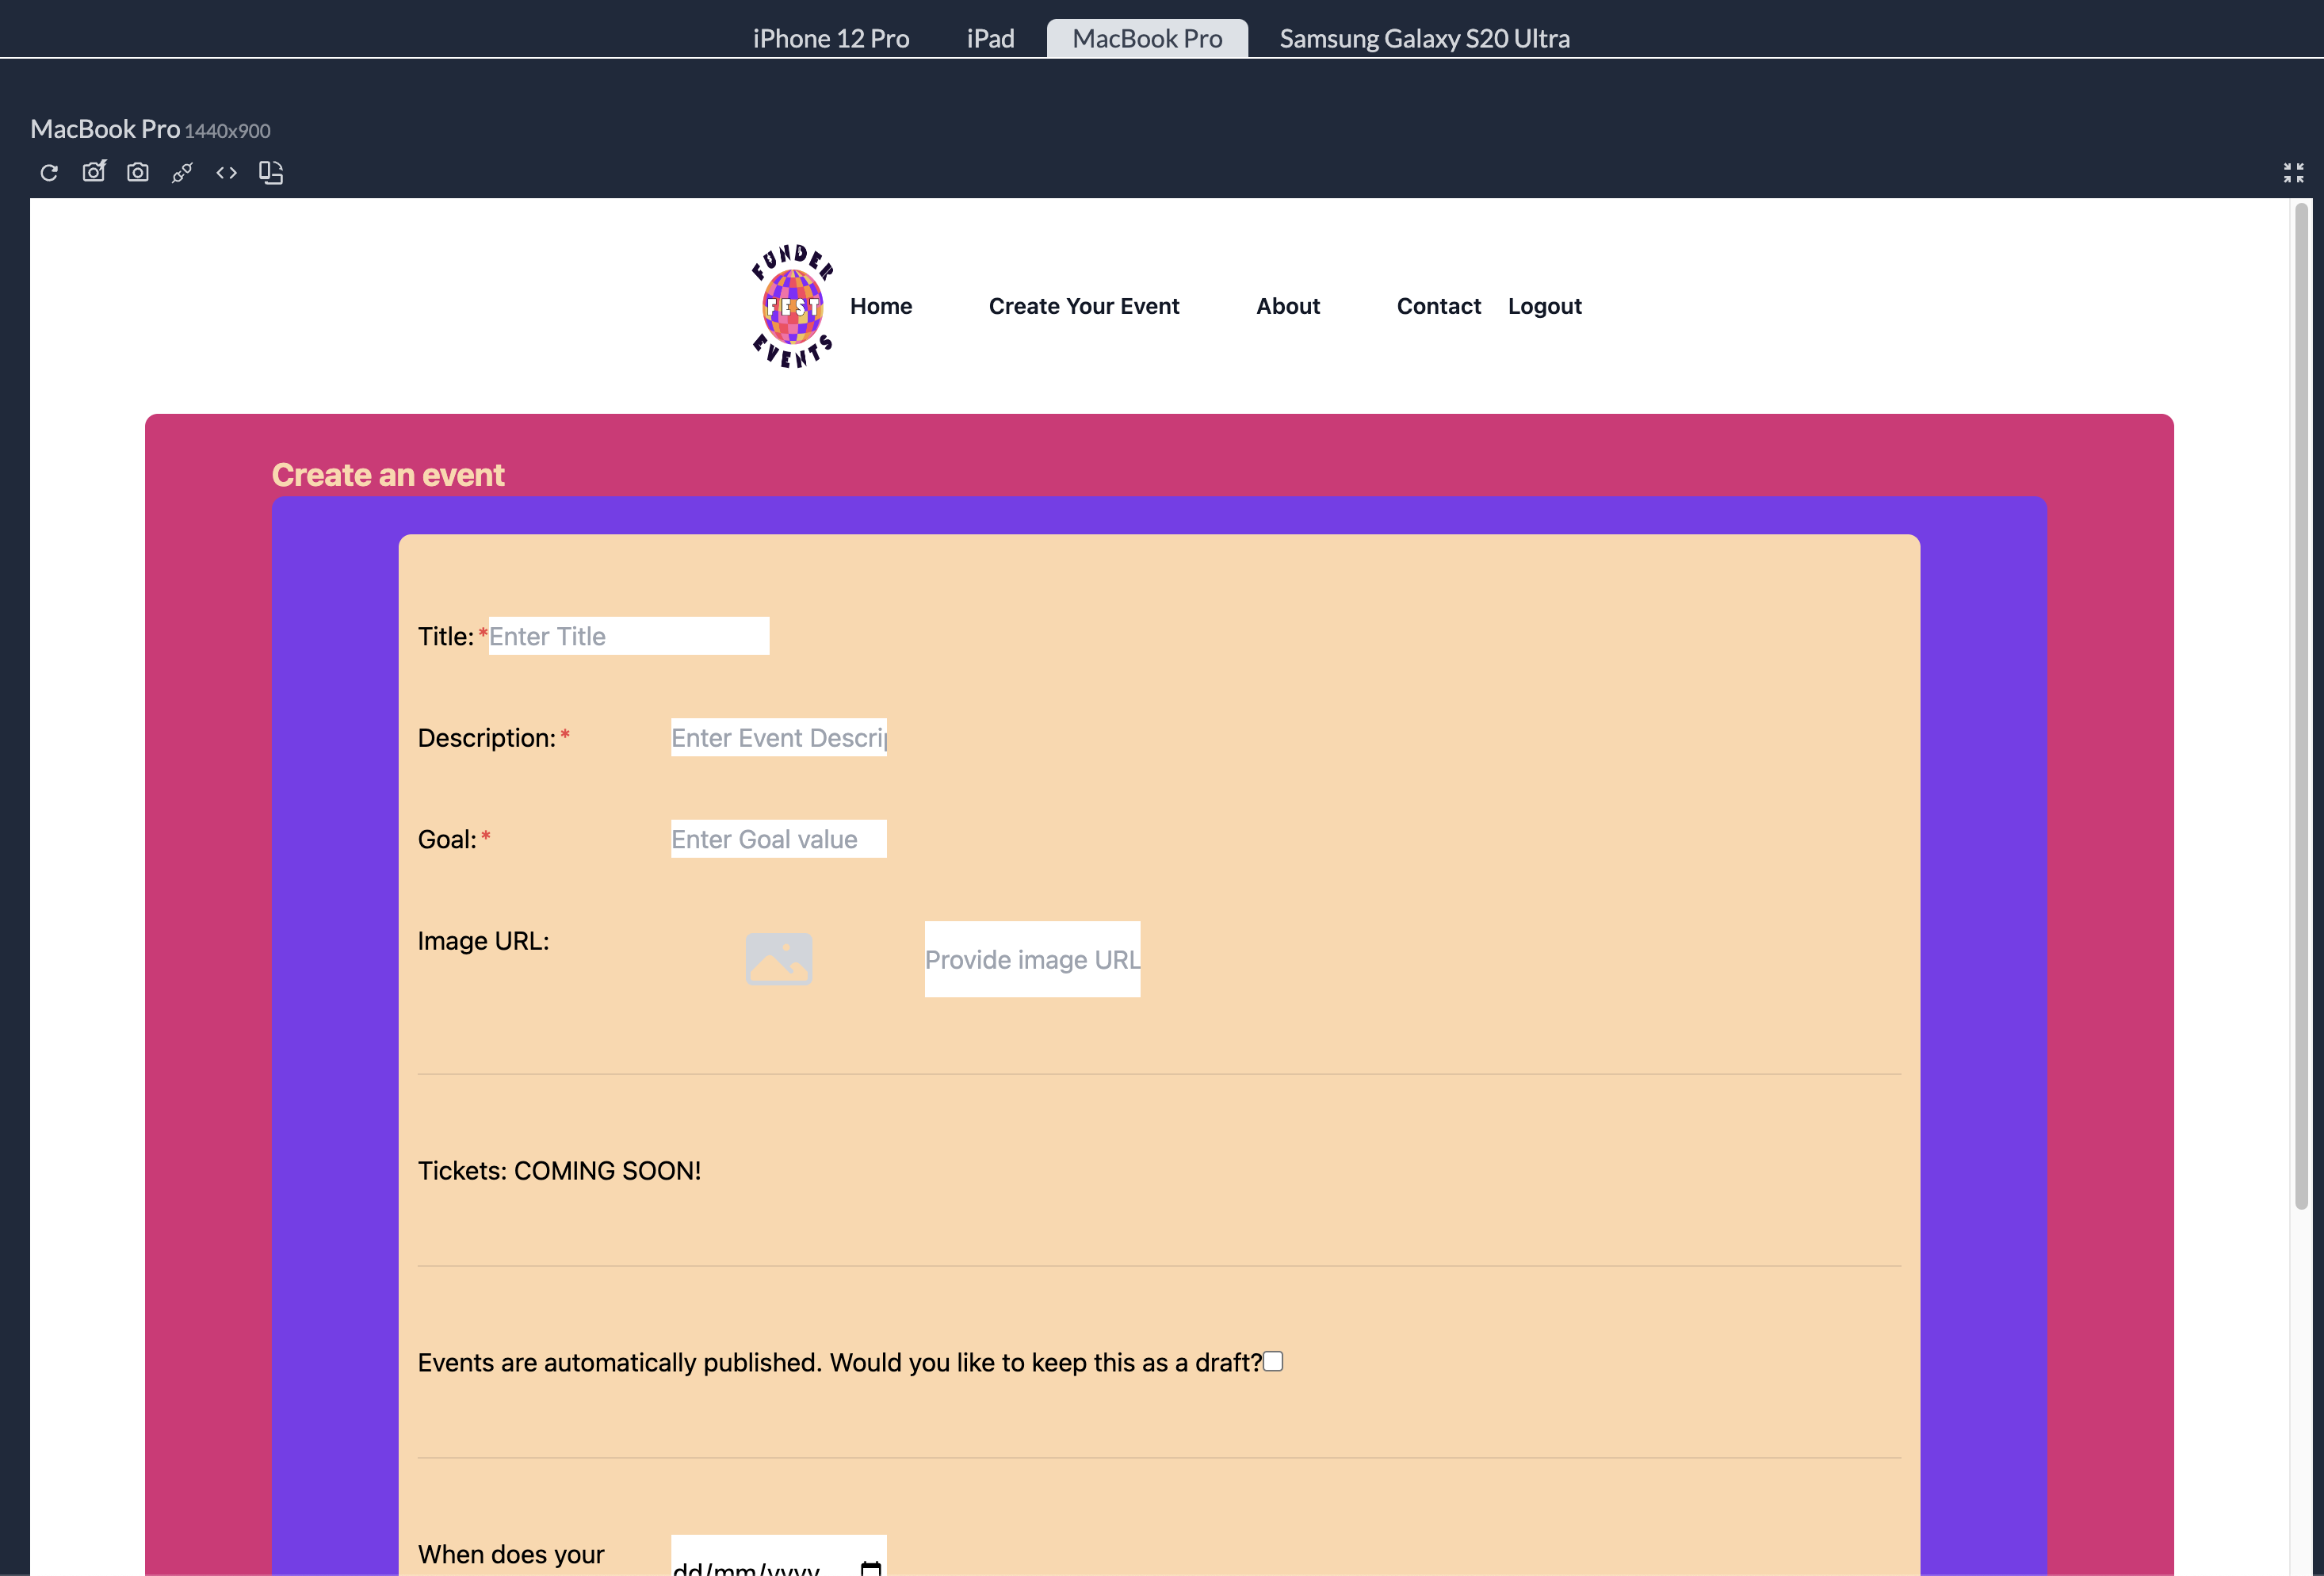 iPhone 12 Pro iPad MacBook Pro Samsung Galaxy S20 Ultra
MacBook Pro 1440x900
FUNDER
FEST
EVENTS
Home Create Your Event About Contact Logout
Create an event
Title: * Enter Title
Description: * Enter Event Descrip
Goal: * Enter Goal value
Image URL: Provide image URL
Tickets: COMING SOON!
Events are automatically published. Would you like to keep this as a draft?
When does your
dd/mm/yyyy